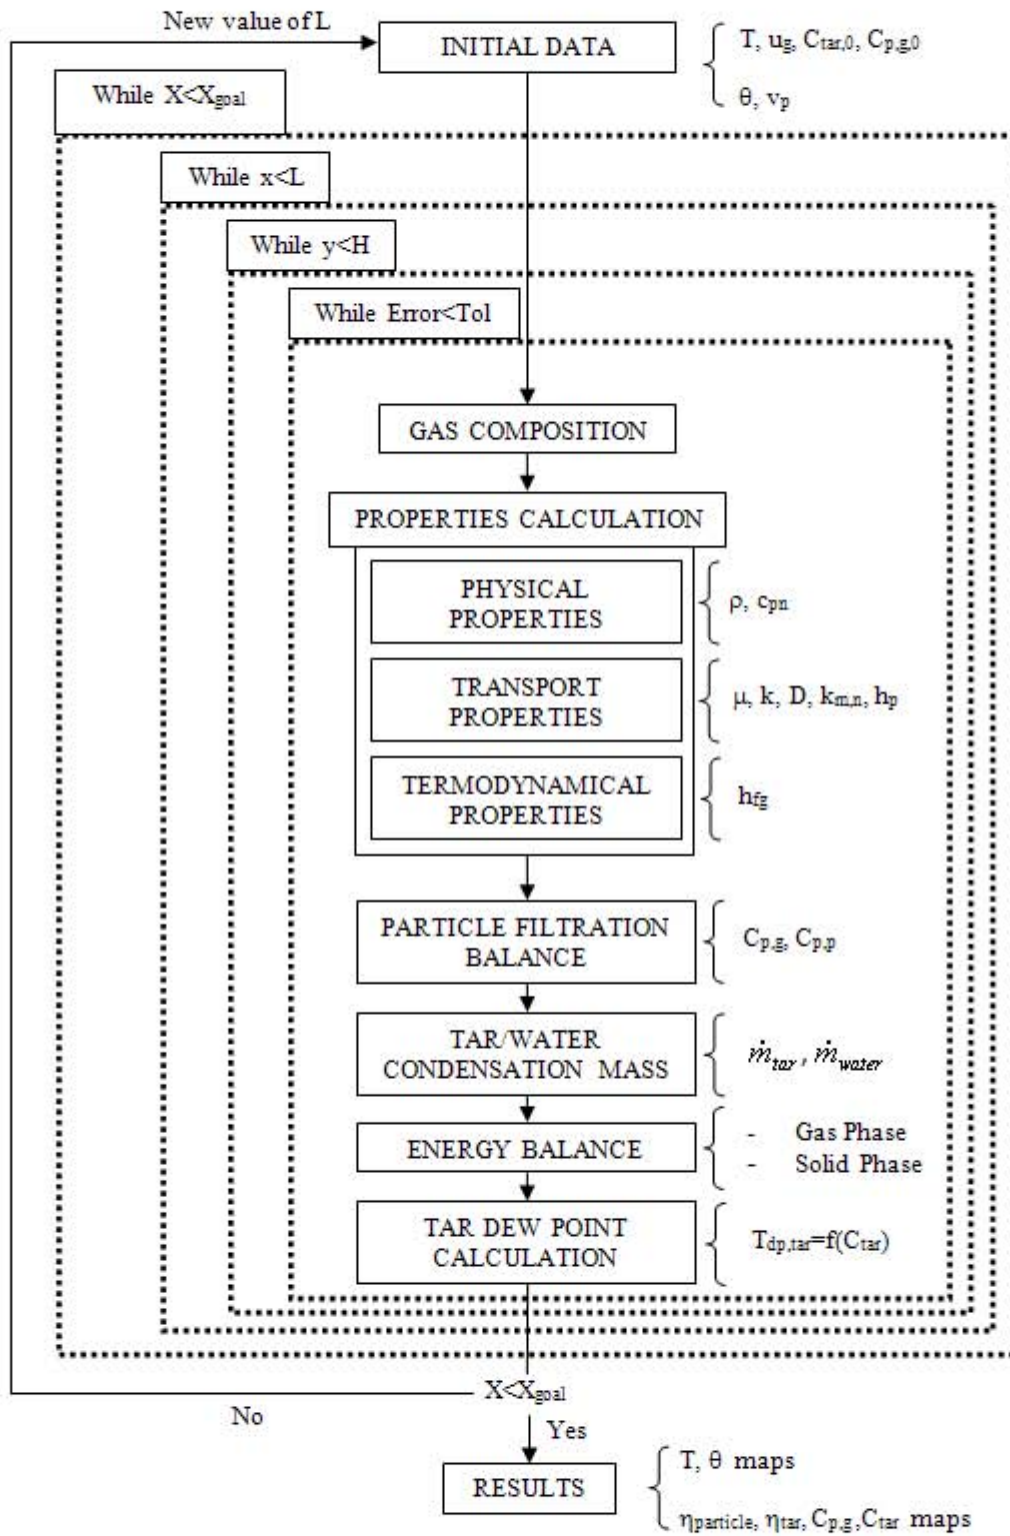 New value of L
INITIAL DATA
T, ug, Ctar,0, Cp,g,0
θ, vp
While X<Xgoal
While x<L
While y<H
While Error<Tol
GAS COMPOSITION
PROPERTIES CALCULATION
PHYSICAL
PROPERTIES
ρ, cpn
TRANSPORT
PROPERTIES
μ, k, D, km,n, hp
TERMODYNAMICAL
PROPERTIES
hfg
PARTICLE FILTRATION
BALANCE
Cp,g, Cp,p
TAR/WATER
CONDENSATION MASS
ṁtar, ṁwater
ENERGY BALANCE
- Gas Phase
- Solid Phase
TAR DEW POINT
CALCULATION
Tdp,tar=f(Ctar)
X<Xgoal
No
Yes
RESULTS
T, θ maps
ηparticle, ηtar, Cp,g,Ctar maps